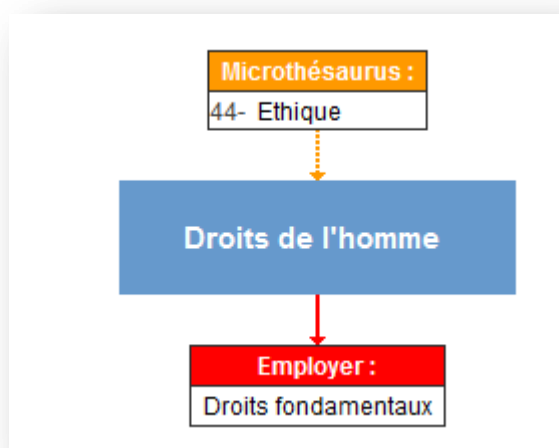 Microthésaurus :
44- Ethique
Droits de l'homme
Employer :
Droits fondamentaux